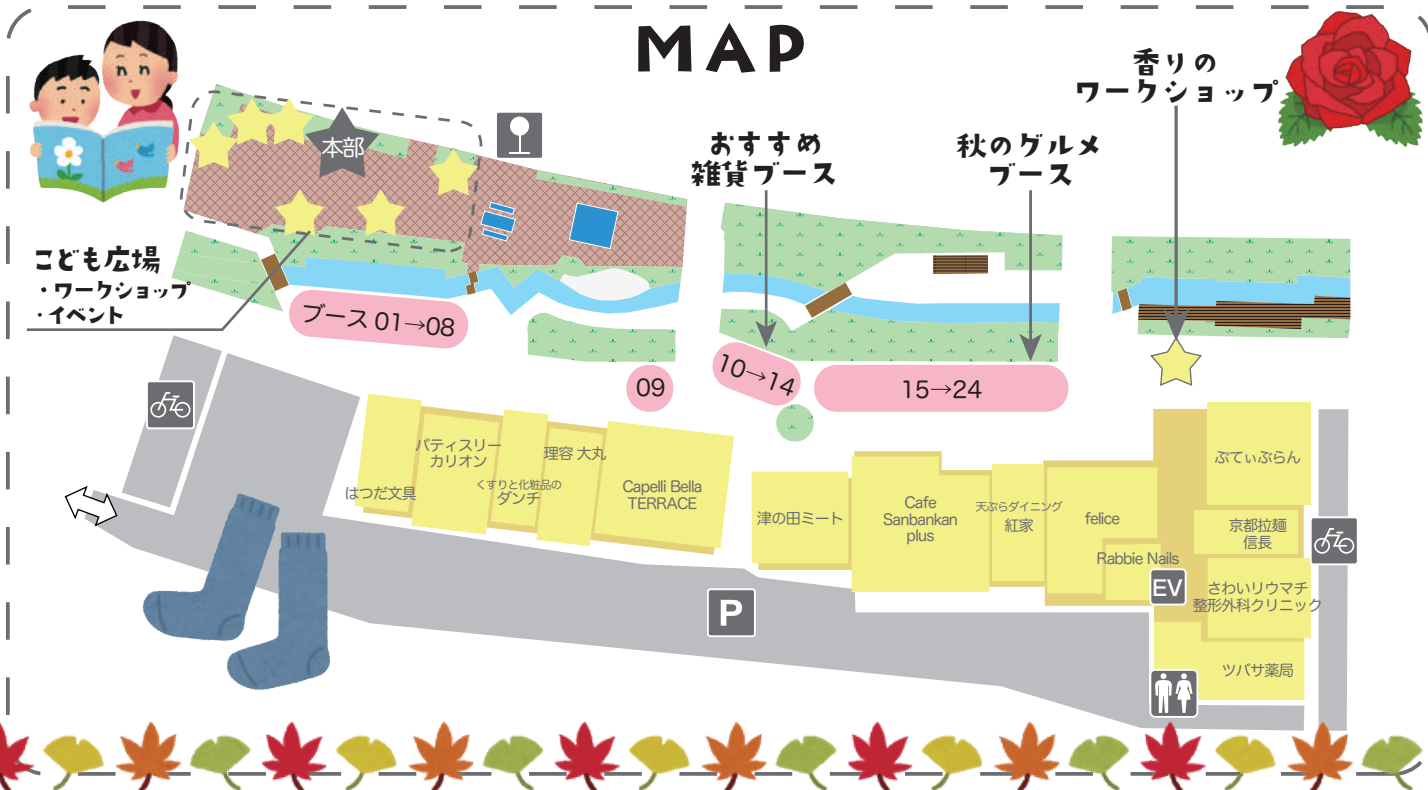 MAP
香りの
ワークショップ
おすすめ
雑貨ブース
秋のグルメ
ブース
本部
こども広場
・ワークショップ
・イベント
ブース 01→08
09
10→14
15→24
はつだ文具
パティスリー
カリオン
くすりと化粧品の
ダンチ
理容 大丸
Capelli Bella
TERRACE
津の田ミート
Cafe
Sanbankan
plus
天ぷらダイニング
紅家
felice
Rabbie Nails
EV
ぷてぃぶらん
京都拉麺
信長
さわいリウマチ
整形外科クリニック
ツバサ薬局
P